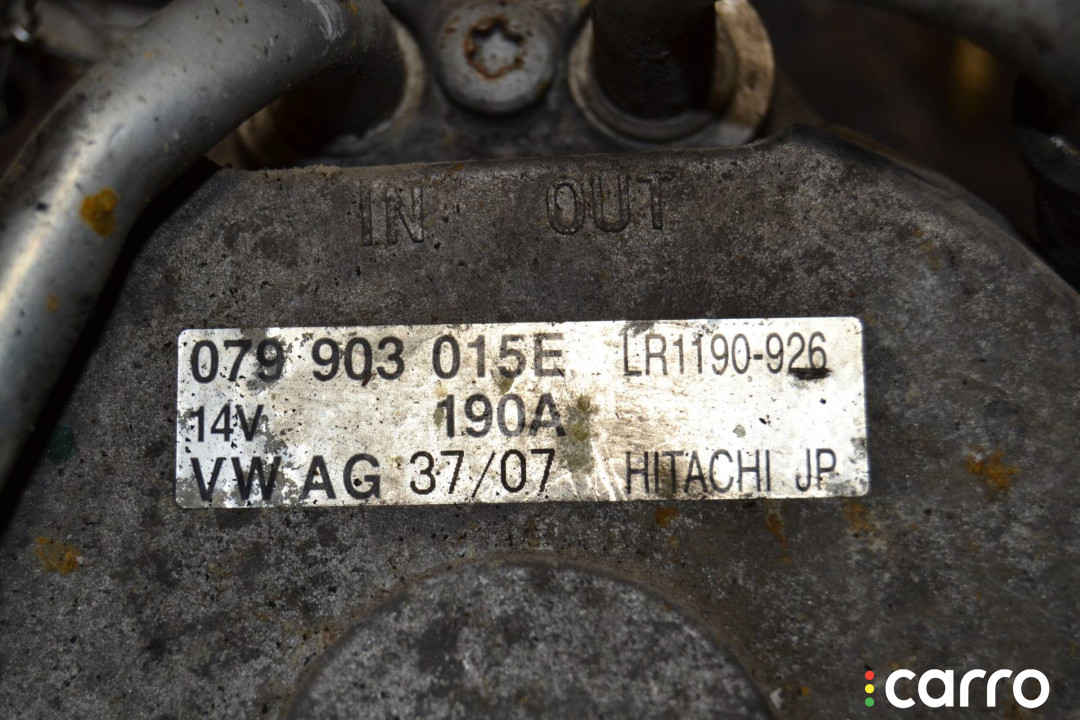 IN OUT
079 903 015E LR1190-926
14V 190A
VW AG 37/07 HITACHI JP
carro